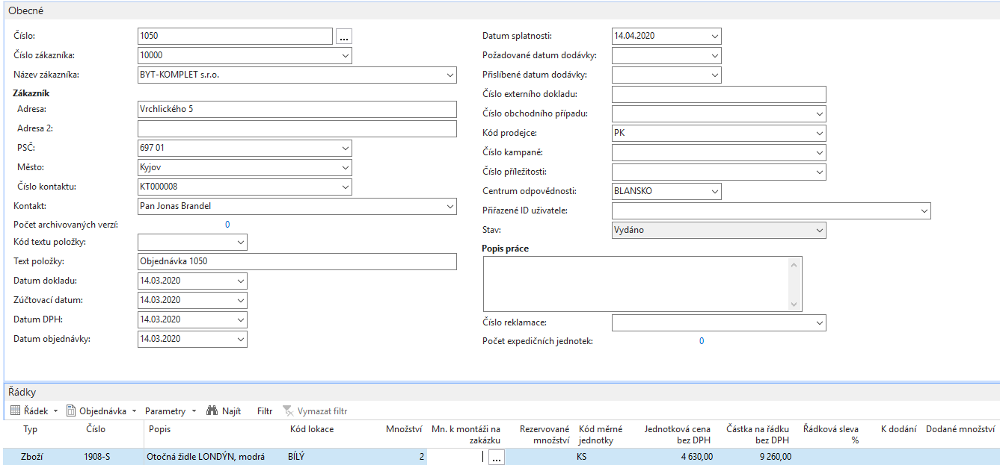 Obecné
Číslo: 1050 ...
Číslo zákazníka: 10000
Název zákazníka: BYT-KOMPLET s.r.o.
Zákazník
Adresa: Vrchlického 5
Adresa 2:
PSČ: 697 01
Město: Kyjov
Číslo kontaktu: KT000008
Kontakt: Pan Jonas Brandel
Počet archivovaných verzí: 0
Kód textu položky:
Text položky: Objednávka 1050
Datum dokladu: 14.03.2020
Zúčtovací datum: 14.03.2020
Datum DPH: 14.03.2020
Datum objednávky: 14.03.2020
Datum splatnosti: 14.04.2020
Požadované datum dodávky:
Přislíbené datum dodávky:
Číslo externího dokladu:
Číslo obchodního případu:
Kód prodejce: PK
Číslo kampaně:
Číslo příležitosti:
Centrum odpovědnosti: BLANSKO
Přiřazené ID uživatele:
Stav: Vydáno
Popis práce
Číslo reklamace:
Počet expedičních jednotek: 0
Řádky
Řádek Objednávka Parametry Najít Filtr Vymazat filtr
Typ Číslo Popis Kód lokace Množství Mn. k montáži na zakázku Rezervované množství Kód měrné jednotky Jednotková cena bez DPH Částka na řádku bez DPH Řádková sleva % K dodání Dodané množství
Zboží 1908-S Otočná židle LONDÝN, modrá BÍLÝ 2 ... KS 4 630,00 9 260,00